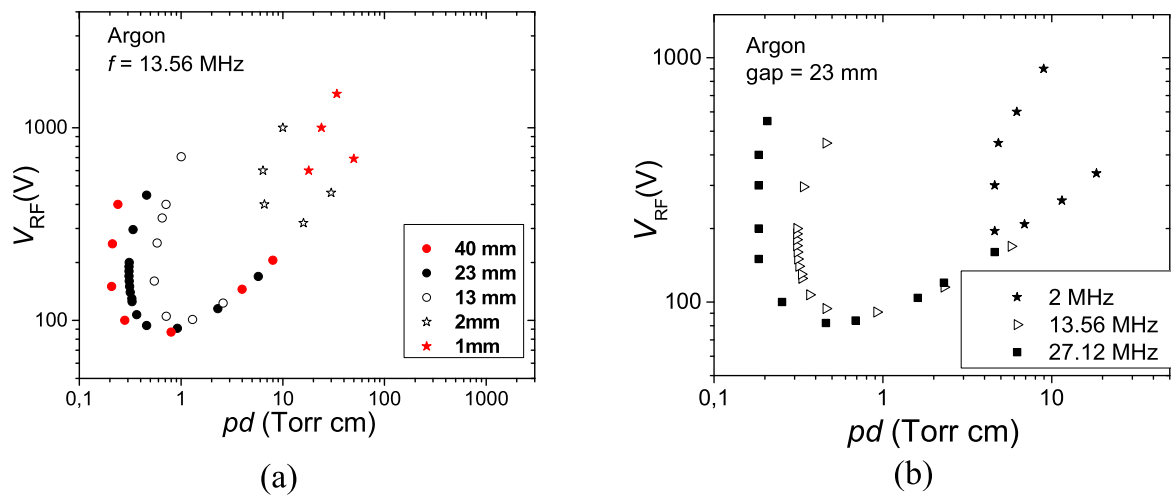 Argon
f = 13.56 MHz
1000
100
V_RF(V)
40 mm
23 mm
13 mm
2mm
1mm
0,1 1 10 100 1000
pd (Torr cm)
(a)
Argon
gap = 23 mm
1000
100
V_RF(V)
2 MHz
13.56 MHz
27.12 MHz
0,1 1 10
pd (Torr cm)
(b)